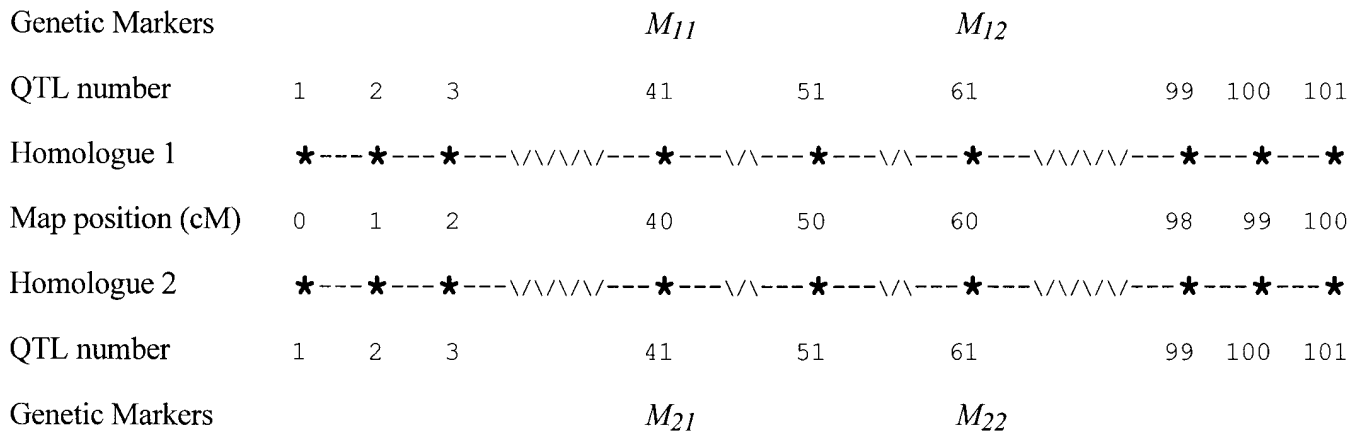 Genetic Markers M11 M12
QTL number 1 2 3 41 51 61 99 100 101
Homologue 1 *----*---*---\/\/\/\/---*---\/\---*---\/\---*---\/\/\/\/---*---*---*
Map position (cM) 0 1 2 40 50 60 98 99 100
Homologue 2 *----*---*---\/\/\/\/---*---\/\---*---\/\---*---\/\/\/\/---*---*---*
QTL number 1 2 3 41 51 61 99 100 101
Genetic Markers M21 M22